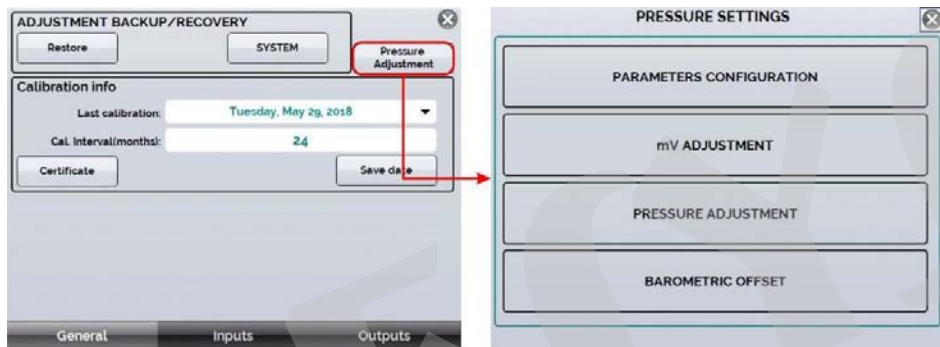 ADJUSTMENT BACKUP/RECOVERY
Restore
SYSTEM
Pressure
Adjustment
Calibration info
Last calibration:
Tuesday, May 29, 2018
Cal. Interval(months):
24
Certificate
Save date
General
Inputs
Outputs
PRESSURE SETTINGS
PARAMETERS CONFIGURATION
mV ADJUSTMENT
PRESSURE ADJUSTMENT
BAROMETRIC OFFSET